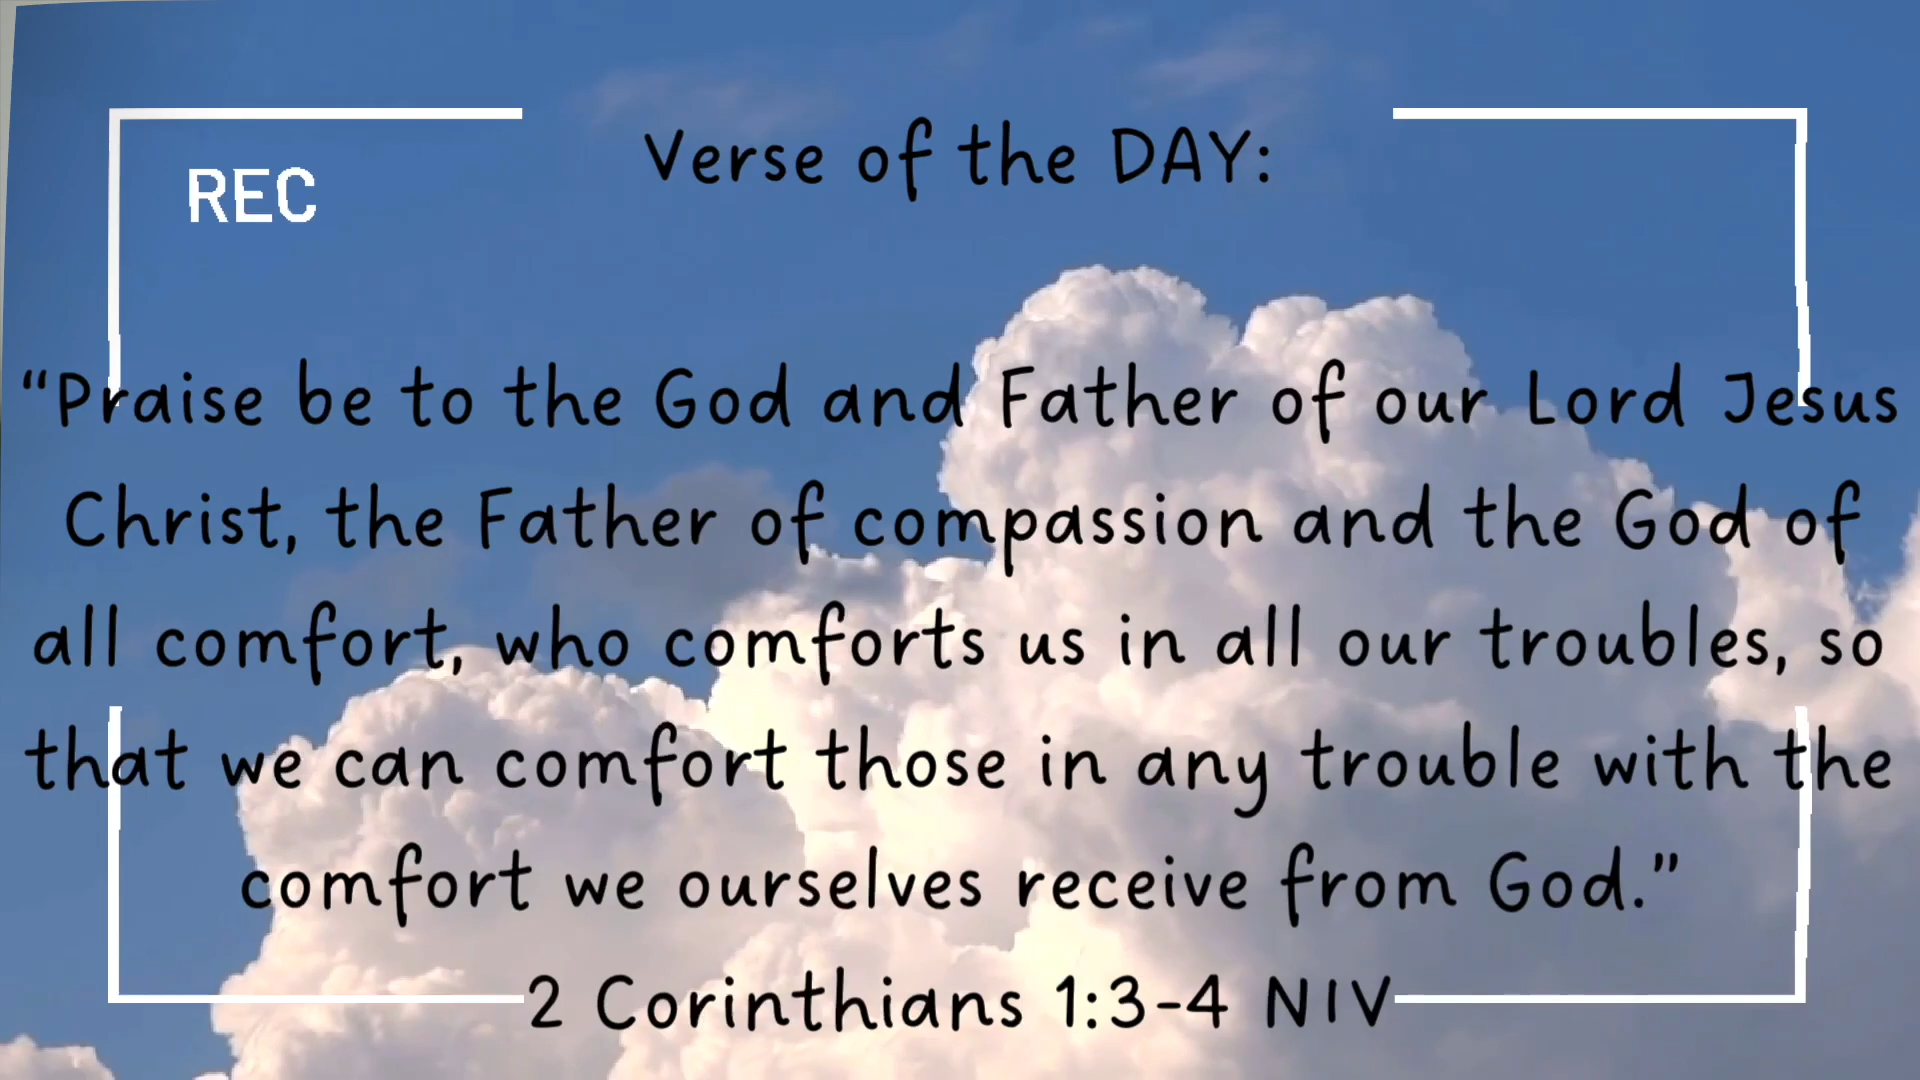 Verse of the DAY:
REC
“Praise be to the God and Father of our Lord Jesus
Christ, the Father of compassion and the God of
all comfort, who comforts us in all our troubles, so
that we can comfort those in any trouble with the
comfort we ourselves receive from God.”
2 Corinthians 1:3-4 NIV